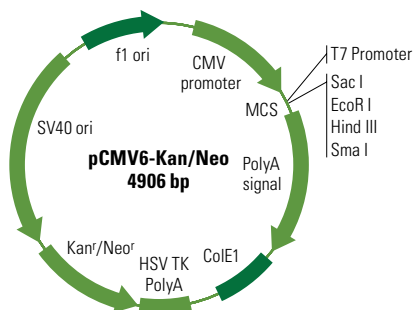 f1 ori
CMV
promoter
T7 Promoter
Sac I
EcoR I
Hind III
Sma I
MCS
SV40 ori
pCMV6-Kan/Neo
4906 bp
PolyA
signal
Kanʳ/Neoʳ
HSV TK
PolyA
ColE1